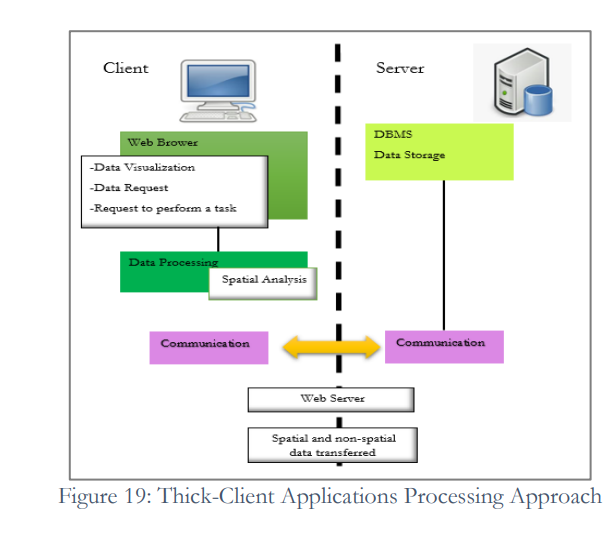 Client
Server
Web Brower
-Data Visualization
-Data Request
-Request to perform a task
DBMS
Data Storage
Data Processing
Spatial Analysis
Communication
Communication
Web Server
Spatial and non-spatial
data transferred
Figure 19: Thick-Client Applications Processing Approach